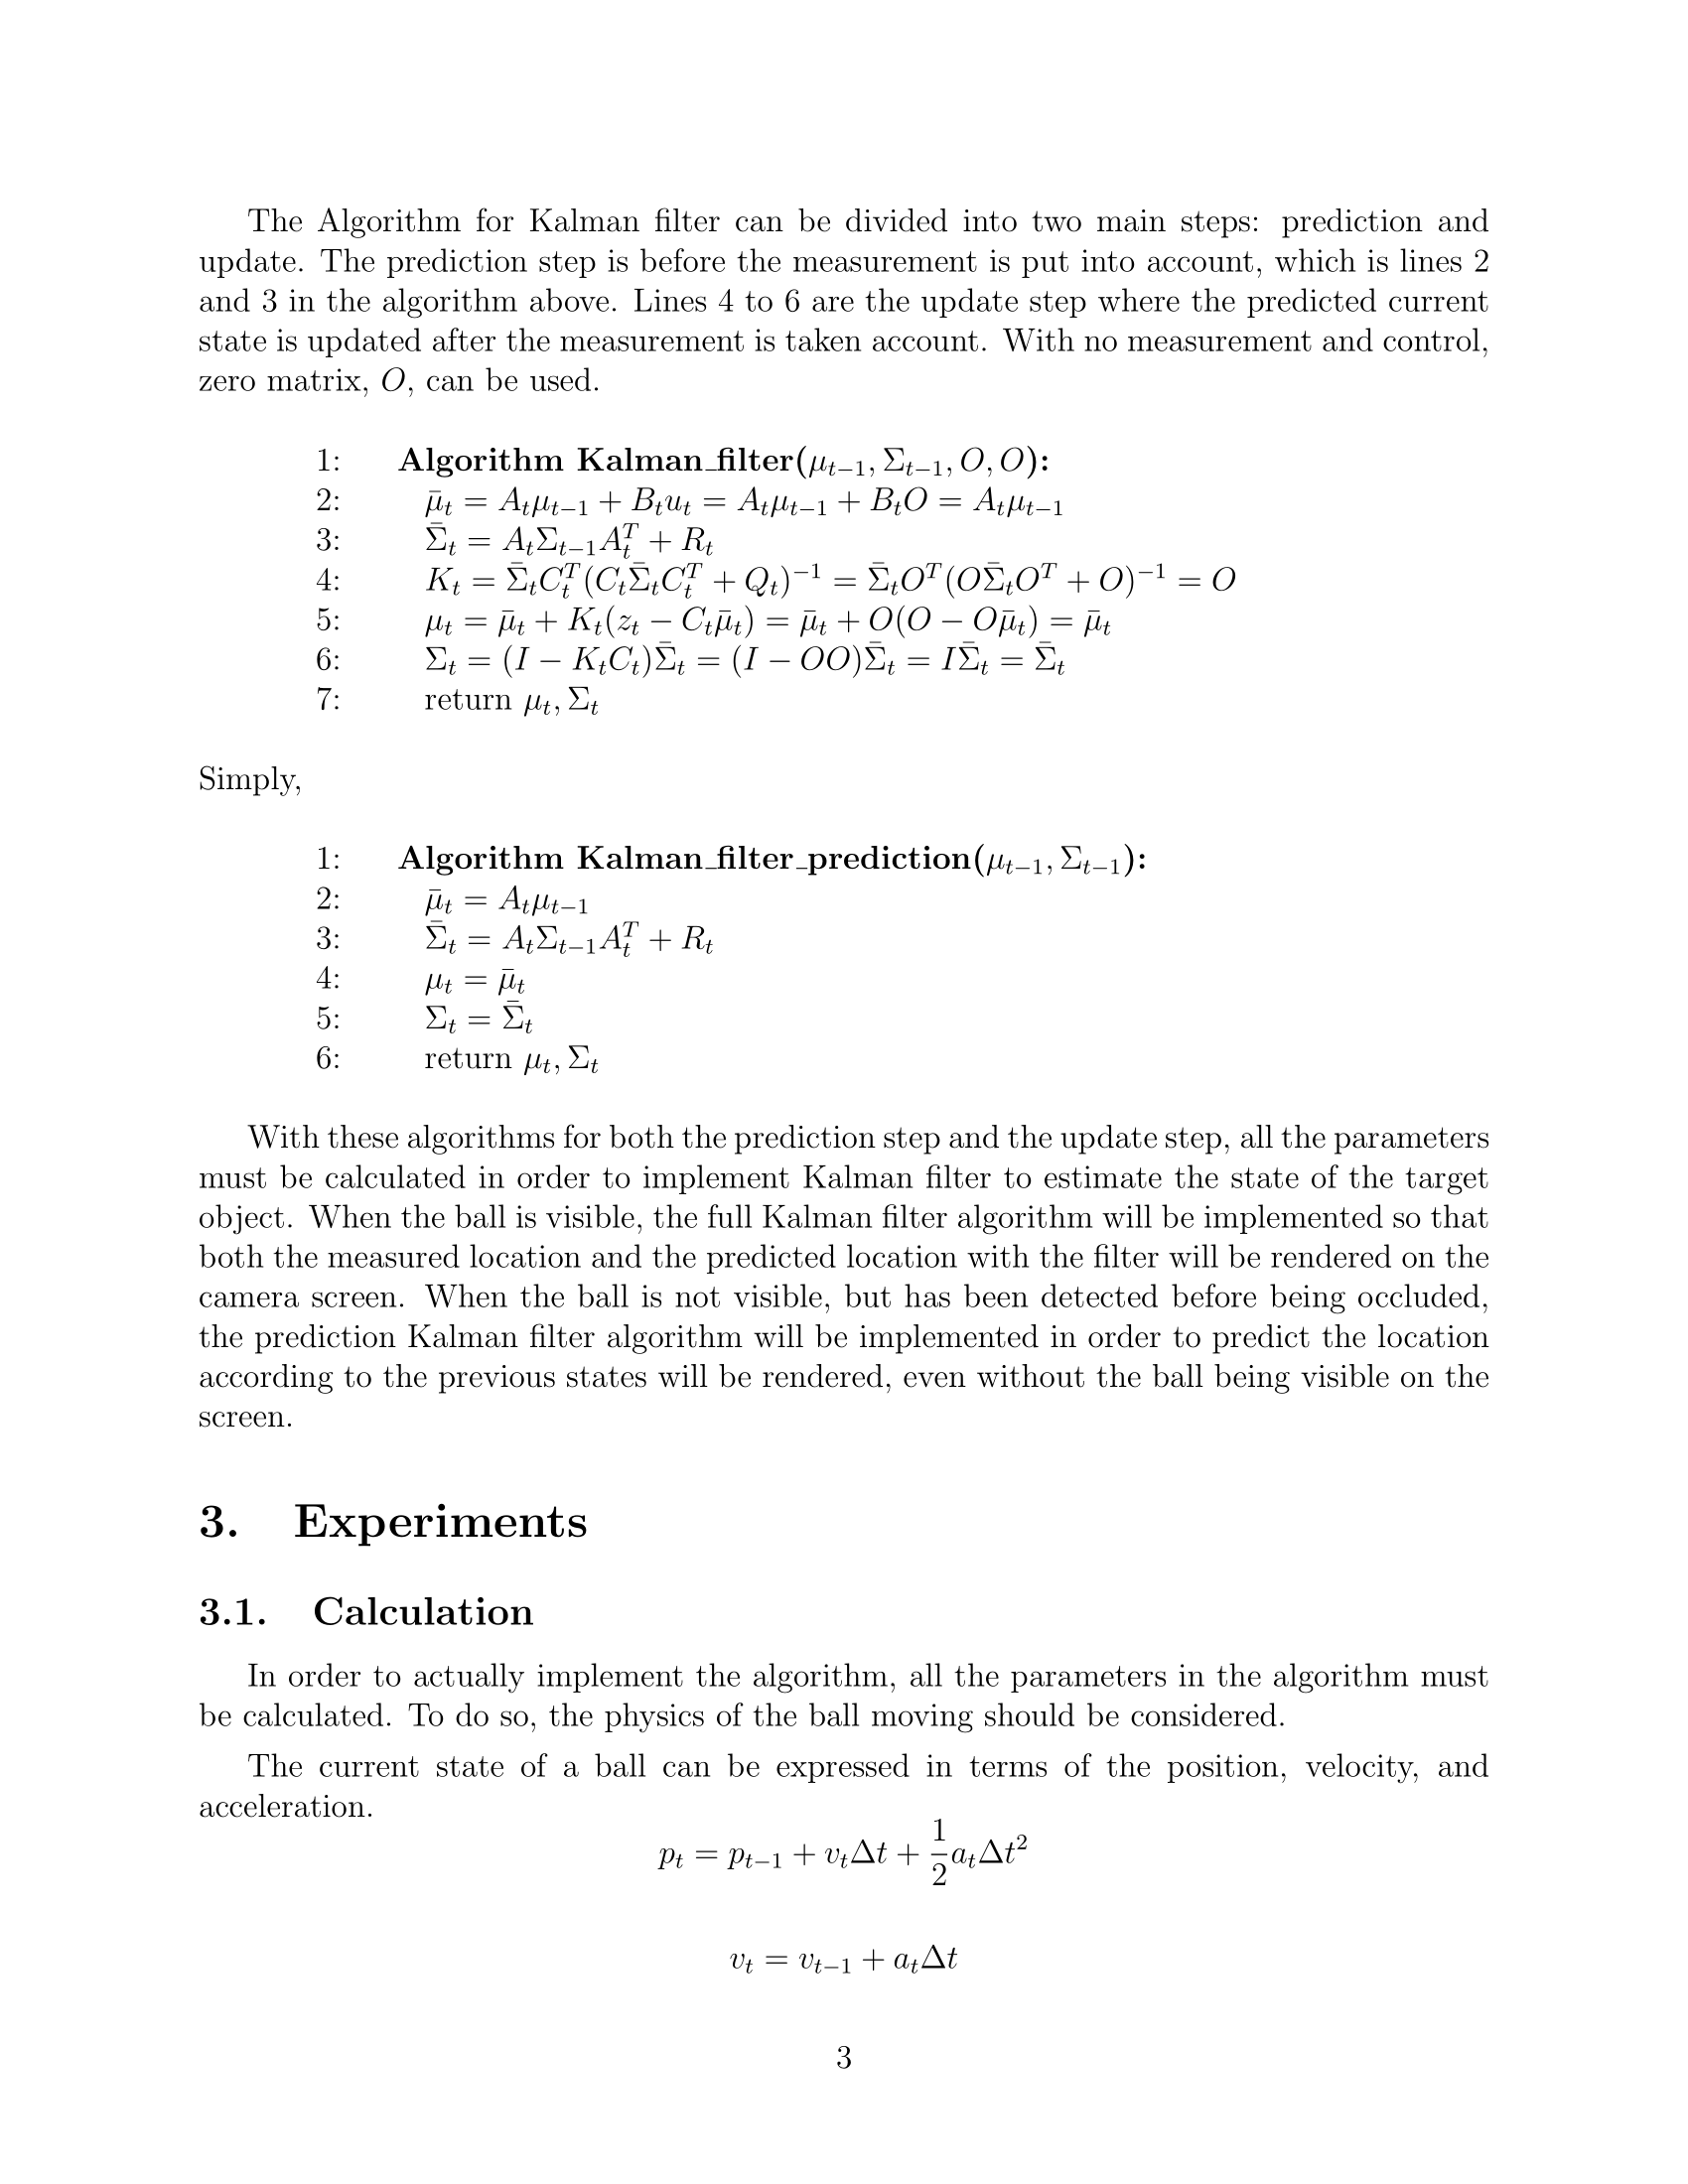 The Algorithm for Kalman filter can be divided into two main steps: prediction and
update. The prediction step is before the measurement is put into account, which is lines 2
and 3 in the algorithm above. Lines 4 to 6 are the update step where the predicted current
state is updated after the measurement is taken account. With no measurement and control,
zero matrix, $O$, can be used.
1: Algorithm Kalman_filter($\mu_{t-1}, \Sigma_{t-1}, O, O$):
2: $\bar{\mu}_t = A_t\mu_{t-1} + B_tu_t = A_t\mu_{t-1} + B_tO = A_t\mu_{t-1}$
3: $\bar{\Sigma}_t = A_t\Sigma_{t-1}A_t^T + R_t$
4: $K_t = \bar{\Sigma}_tC_t^T(C_t\bar{\Sigma}_tC_t^T + Q_t)^{-1} = \bar{\Sigma}_tO^T(O\bar{\Sigma}_tO^T + O)^{-1} = O$
5: $\mu_t = \bar{\mu}_t + K_t(z_t - C_t\bar{\mu}_t) = \bar{\mu}_t + O(O - O\bar{\mu}_t) = \bar{\mu}_t$
6: $\Sigma_t = (I - K_tC_t)\bar{\Sigma}_t = (I - OO)\bar{\Sigma}_t = I\bar{\Sigma}_t = \bar{\Sigma}_t$
7: return $\mu_t, \Sigma_t$
Simply,
1: Algorithm Kalman_filter_prediction($\mu_{t-1}, \Sigma_{t-1}$):
2: $\bar{\mu}_t = A_t\mu_{t-1}$
3: $\bar{\Sigma}_t = A_t\Sigma_{t-1}A_t^T + R_t$
4: $\mu_t = \bar{\mu}_t$
5: $\Sigma_t = \bar{\Sigma}_t$
6: return $\mu_t, \Sigma_t$
With these algorithms for both the prediction step and the update step, all the parameters
must be calculated in order to implement Kalman filter to estimate the state of the target
object. When the ball is visible, the full Kalman filter algorithm will be implemented so that
both the measured location and the predicted location with the filter will be rendered on the
camera screen. When the ball is not visible, but has been detected before being occluded,
the prediction Kalman filter algorithm will be implemented in order to predict the location
according to the previous states will be rendered, even without the ball being visible on the
screen.
3. Experiments
3.1. Calculation
In order to actually implement the algorithm, all the parameters in the algorithm must
be calculated. To do so, the physics of the ball moving should be considered.
The current state of a ball can be expressed in terms of the position, velocity, and
acceleration.
$p_t = p_{t-1} + v_t\Delta t + \frac{1}{2}a_t\Delta t^2$
$v_t = v_{t-1} + a_t\Delta t$
3